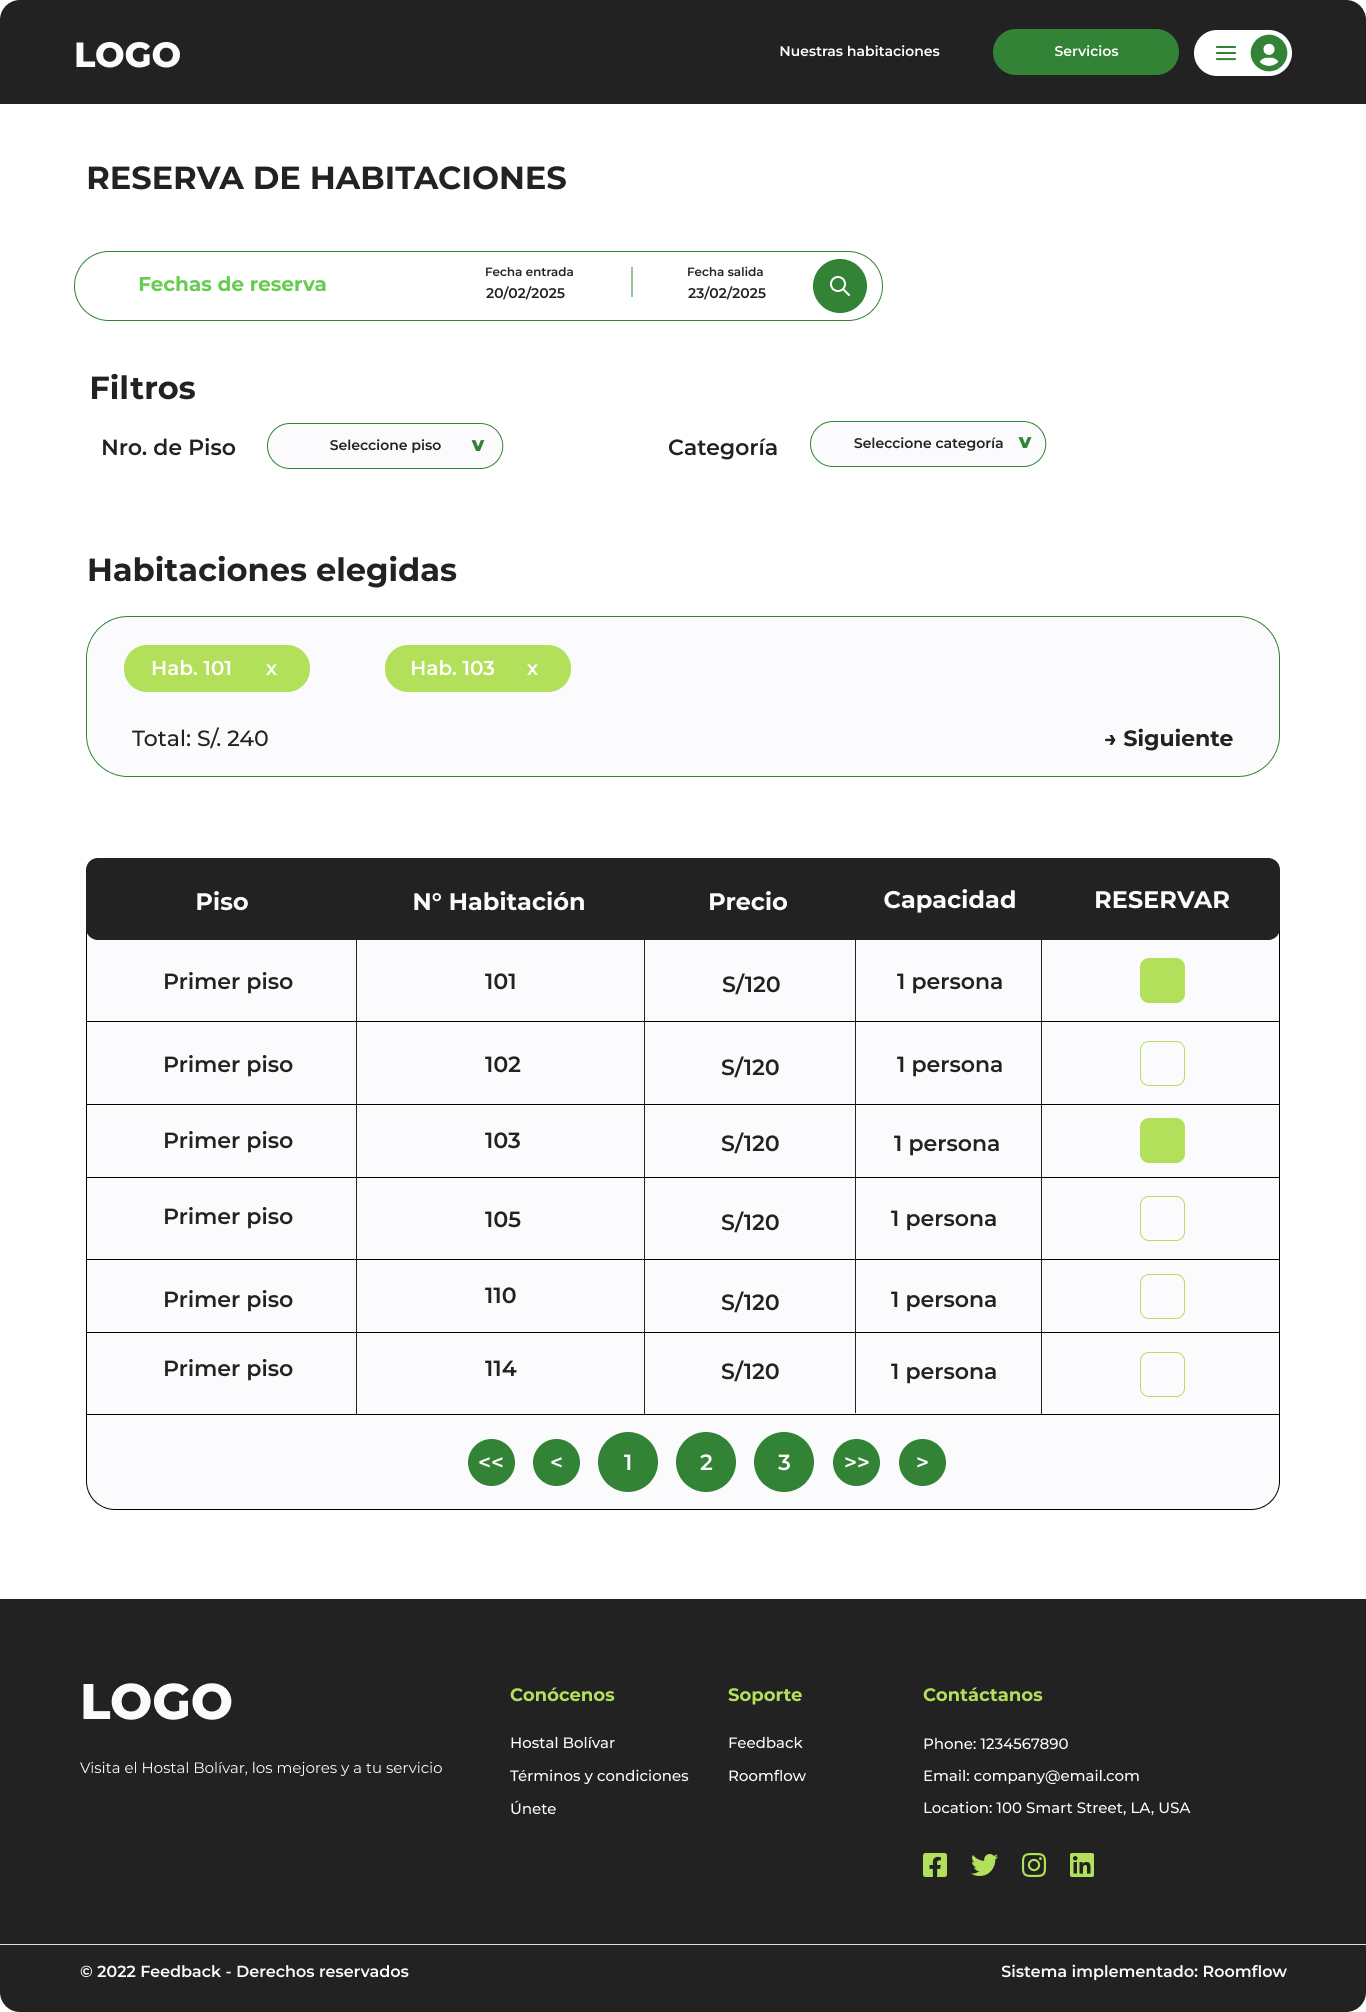 LOGO
Nuestras habitaciones
Servicios
RESERVA DE HABITACIONES
Fechas de reserva
Fecha entrada
20/02/2025
Fecha salida
23/02/2025
Filtros
Nro. de Piso
Seleccione piso v
Categoría
Seleccione categoría v
Habitaciones elegidas
Hab. 101 x
Hab. 103 x
Total: S/. 240
→ Siguiente
Piso N° Habitación Precio Capacidad RESERVAR
Primer piso 101 S/120 1 persona
Primer piso 102 S/120 1 persona
Primer piso 103 S/120 1 persona
Primer piso 105 S/120 1 persona
Primer piso 110 S/120 1 persona
Primer piso 114 S/120 1 persona
<< < 1 2 3 >> >
LOGO
Visita el Hostal Bolívar, los mejores y a tu servicio
Conócenos
Hostal Bolívar
Términos y condiciones
Únete
Soporte
Feedback
Roomflow
Contáctanos
Phone: 1234567890
Email: company@email.com
Location: 100 Smart Street, LA, USA
© 2022 Feedback - Derechos reservados
Sistema implementado: Roomflow